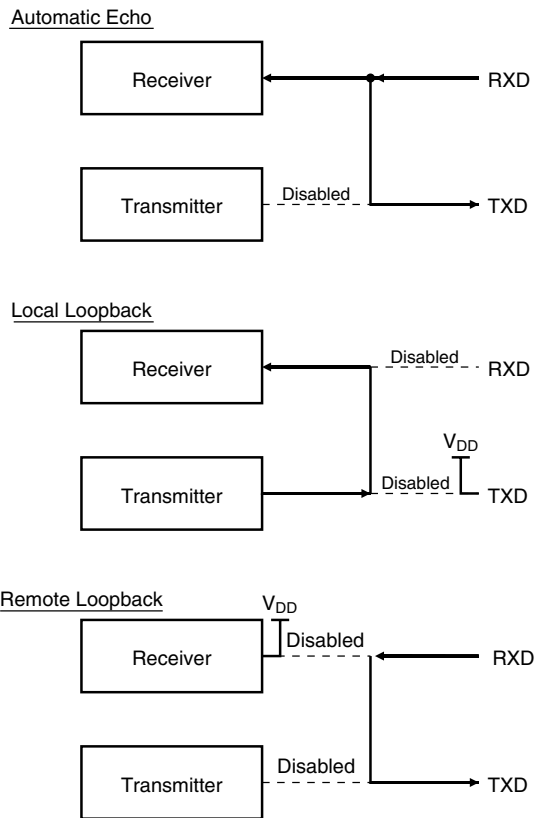 Automatic Echo
Receiver
RXD
Transmitter
Disabled
TXD
Local Loopback
Receiver
Disabled
RXD
VDD
Transmitter
Disabled
TXD
Remote Loopback
VDD
Receiver
Disabled
RXD
Transmitter
Disabled
TXD